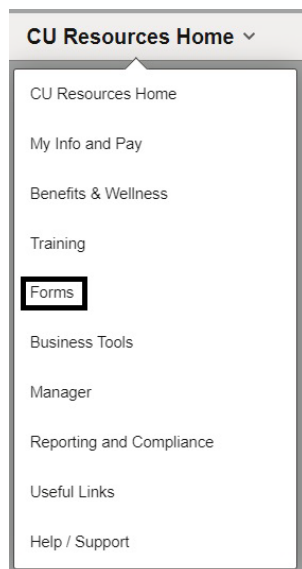 CU Resources Home
CU Resources Home
My Info and Pay
Benefits & Wellness
Training
Forms
Business Tools
Manager
Reporting and Compliance
Useful Links
Help / Support